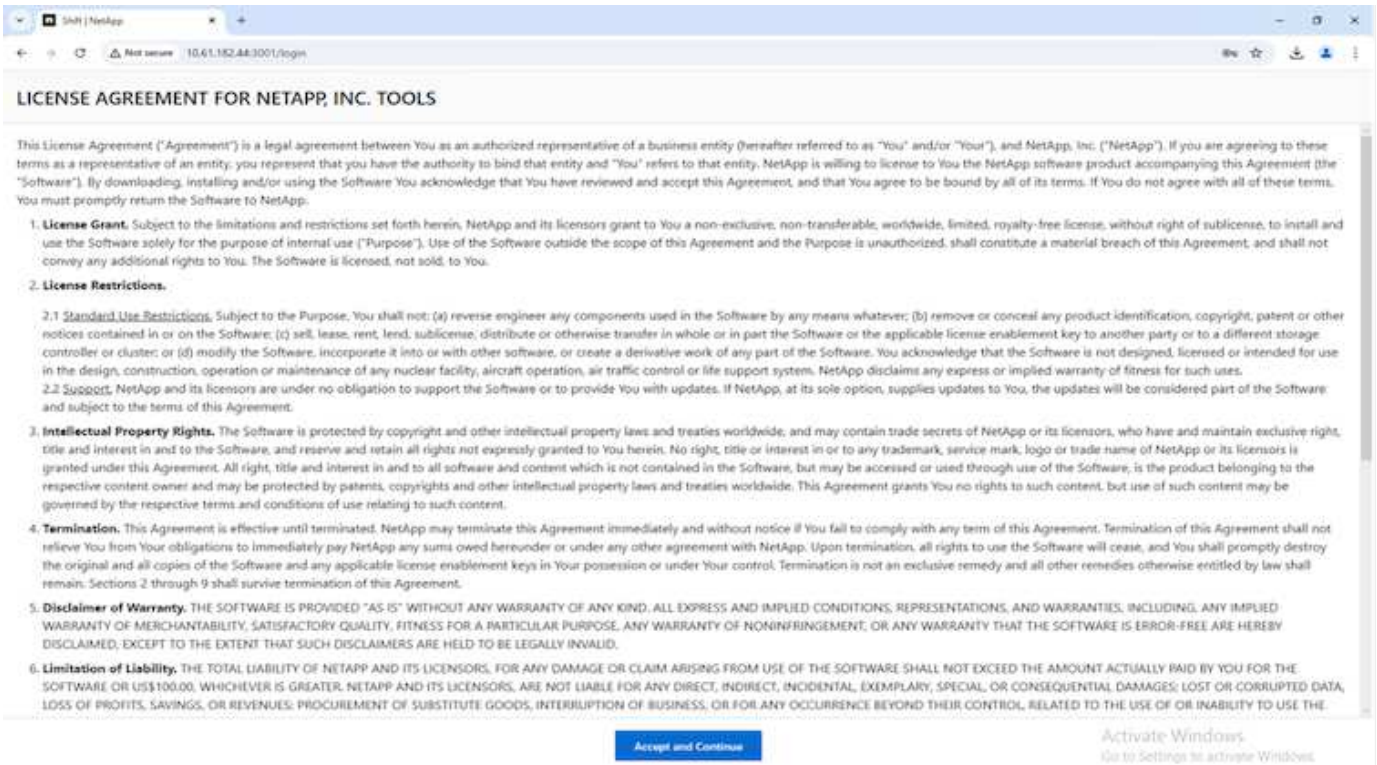 Shift | NetApp
Not secure 10.61.182.44:3001/login
LICENSE AGREEMENT FOR NETAPP, INC. TOOLS
This License Agreement ("Agreement") is a legal agreement between You as an authorized representative of a business entity (hereafter referred to as "You" and/or "Your"), and NetApp, Inc. ("NetApp"). If you are agreeing to these
terms as a representative of an entity, you represent that you have the authority to bind that entity and "You" refers to that entity. NetApp is willing to license to You the NetApp software product accompanying this Agreement (the
"Software"). By downloading, installing and/or using the Software You acknowledge that You have reviewed and accept this Agreement, and that You agree to be bound by all of its terms. If You do not agree with all of these terms,
You must promptly return the Software to NetApp.
1. License Grant. Subject to the limitations and restrictions set forth herein, NetApp and its licensors grant to You a non-exclusive, non-transferable, worldwide, limited, royalty-free license, without right of sublicense, to install and
use the Software solely for the purpose of internal use ("Purpose"). Use of the Software outside the scope of this Agreement and the Purpose is unauthorized, shall constitute a material breach of this Agreement, and shall not
convey any additional rights to You. The Software is licensed, not sold, to You.
2. License Restrictions.
2.1 Standard Use Restrictions. Subject to the Purpose, You shall not: (a) reverse engineer any components used in the Software by any means whatever; (b) remove or conceal any product identification, copyright, patent or other
notices contained in or on the Software; (c) sell, lease, rent, lend, sublicense, distribute or otherwise transfer in whole or in part the Software or the applicable license enablement key to another party or to a different storage
controller or cluster; or (d) modify the Software, incorporate it into or with other software, or create a derivative work of any part of the Software. You acknowledge that the Software is not designed, licensed or intended for use
in the design, construction, operation or maintenance of any nuclear facility, aircraft operation, air traffic control or life support system. NetApp disclaims any express or implied warranty of fitness for such uses.
2.2 Support. NetApp and its licensors are under no obligation to support the Software or to provide You with updates. If NetApp, at its sole option, supplies updates to You, the updates will be considered part of the Software
and subject to the terms of this Agreement.
3. Intellectual Property Rights. The Software is protected by copyright and other intellectual property laws and treaties worldwide, and may contain trade secrets of NetApp or its licensors, who have and maintain exclusive right,
title and interest in and to the Software, and reserve and retain all rights not expressly granted to You herein. No right, title or interest in or to any trademark, service mark, logo or trade name of NetApp or its licensors is
granted under this Agreement. All right, title and interest in and to all software and content which is not contained in the Software, but may be accessed or used through use of the Software, is the product belonging to the
respective content owner and may be protected by patents, copyrights and other intellectual property laws and treaties worldwide. This Agreement grants You no rights to such content, but use of such content may be
governed by the respective terms and conditions of use relating to such content.
4. Termination. This Agreement is effective until terminated. NetApp may terminate this Agreement immediately and without notice if You fail to comply with any term of this Agreement. Termination of this Agreement shall not
relieve You from Your obligations to immediately pay NetApp any sums owed hereunder or under any other agreement with NetApp. Upon termination, all rights to use the Software will cease, and You shall promptly destroy
the original and all copies of the Software and any applicable license enablement keys in Your possession or under Your control. Termination is not an exclusive remedy and all other remedies otherwise entitled by law shall
remain. Sections 2 through 9 shall survive termination of this Agreement.
5. Disclaimer of Warranty. THE SOFTWARE IS PROVIDED "AS IS" WITHOUT ANY WARRANTY OF ANY KIND. ALL EXPRESS AND IMPLIED CONDITIONS, REPRESENTATIONS, AND WARRANTIES, INCLUDING, ANY IMPLIED
WARRANTY OF MERCHANTABILITY, SATISFACTORY QUALITY, FITNESS FOR A PARTICULAR PURPOSE, ANY WARRANTY OF NONINFRINGEMENT, OR ANY WARRANTY THAT THE SOFTWARE IS ERROR-FREE ARE HEREBY
DISCLAIMED, EXCEPT TO THE EXTENT THAT SUCH DISCLAIMERS ARE HELD TO BE LEGALLY INVALID.
6. Limitation of Liability. THE TOTAL LIABILITY OF NETAPP AND ITS LICENSORS, FOR ANY DAMAGE OR CLAIM ARISING FROM USE OF THE SOFTWARE SHALL NOT EXCEED THE AMOUNT ACTUALLY PAID BY YOU FOR THE
SOFTWARE OR US$100.00, WHICHEVER IS GREATER. NETAPP AND ITS LICENSORS, ARE NOT LIABLE FOR ANY DIRECT, INDIRECT, INCIDENTAL, EXEMPLARY, SPECIAL, OR CONSEQUENTIAL DAMAGES; LOST OR CORRUPTED DATA,
LOSS OF PROFITS, SAVINGS, OR REVENUES; PROCUREMENT OF SUBSTITUTE GOODS, INTERRUPTION OF BUSINESS, OR FOR ANY OCCURRENCE BEYOND THEIR CONTROL, RELATED TO THE USE OF OR INABILITY TO USE THE
Accept and Continue
Activate Windows
Go to Settings to activate Windows.